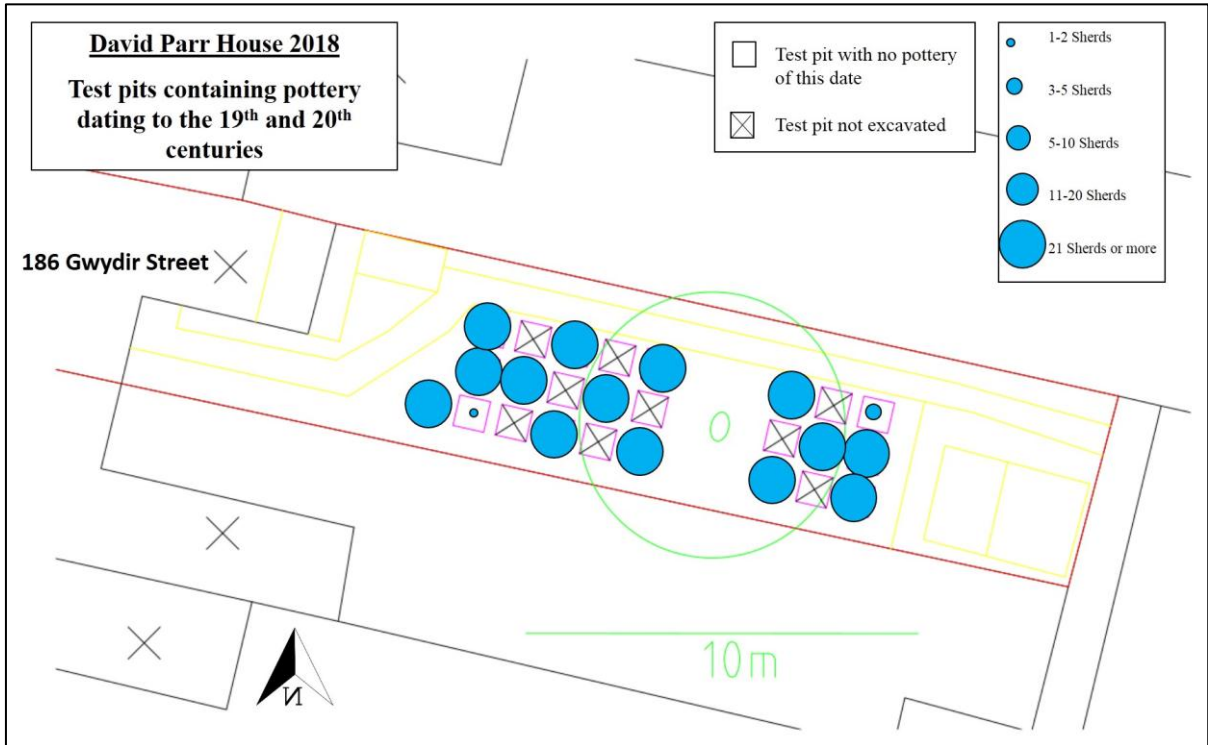 David Parr House 2018
Test pits containing pottery
dating to the 19th and 20th
centuries
Test pit with no pottery
of this date
Test pit not excavated
1-2 Sherds
3-5 Sherds
5-10 Sherds
11-20 Sherds
21 Sherds or more
186 Gwydir Street
10m
N